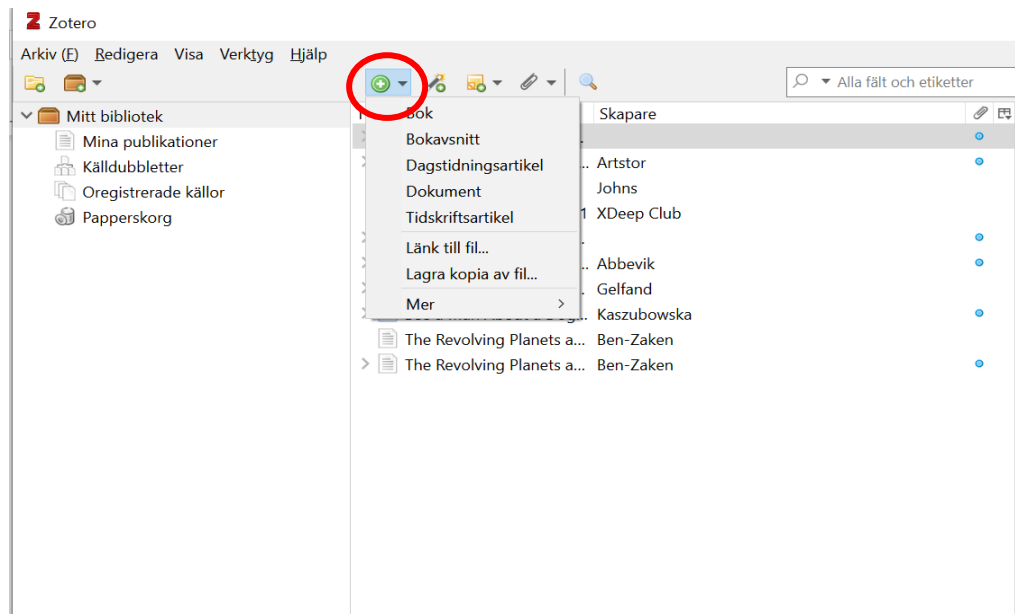 Zotero
Arkiv (F) Redigera Visa Verktyg Hjälp
Alla fält och etiketter
Mitt bibliotek
Mina publikationer
Källdubbletter
Oregistrerade källor
Papperskorg
Bok
Bokavsnitt
Dagstidningsartikel
Dokument
Tidskriftsartikel
Länk till fil...
Lagra kopia av fil...
Mer
Skapare
.. Artstor
Johns
1 XDeep Club
.. Abbevik
. Gelfand
Kaszubowska
The Revolving Planets a... Ben-Zaken
The Revolving Planets a... Ben-Zaken